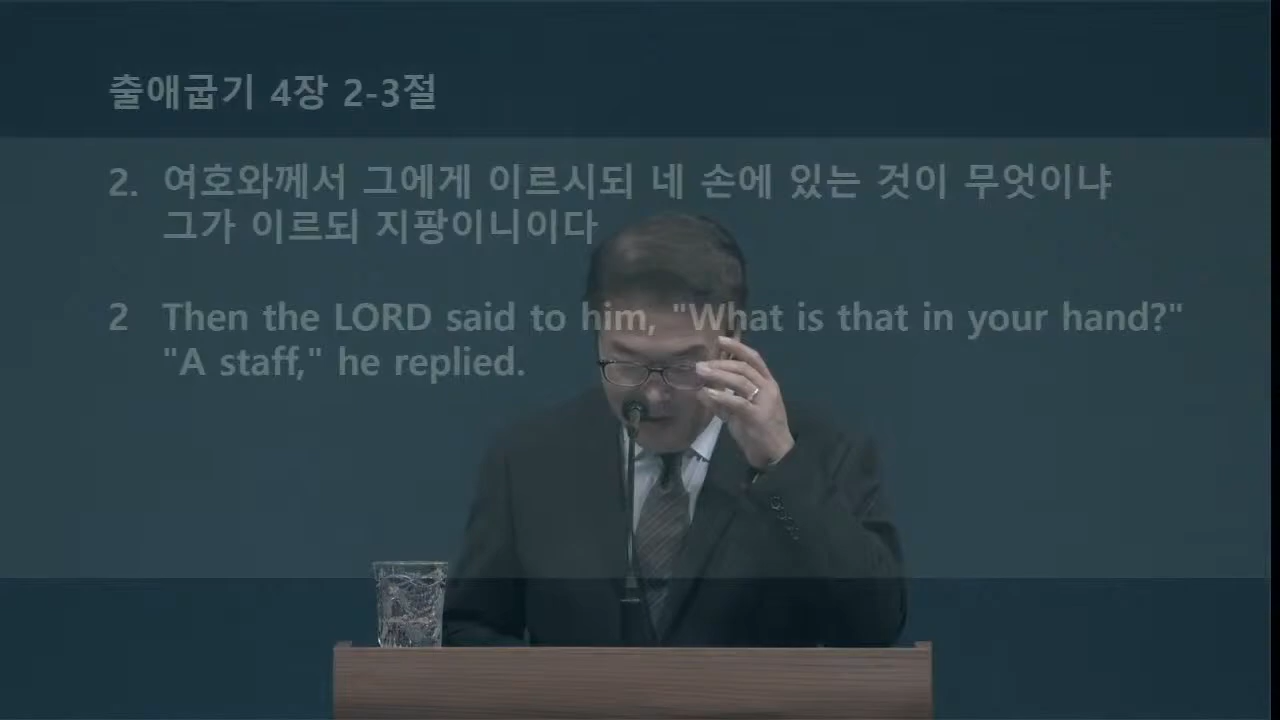 출애굽기 4장 2-3절
2. 여호와께서 그에게 이르시되 네 손에 있는 것이 무엇이냐
그가 이르되 지팡이니이다
2 Then the LORD said to him, "What is that in your hand?"
"A staff," he replied.